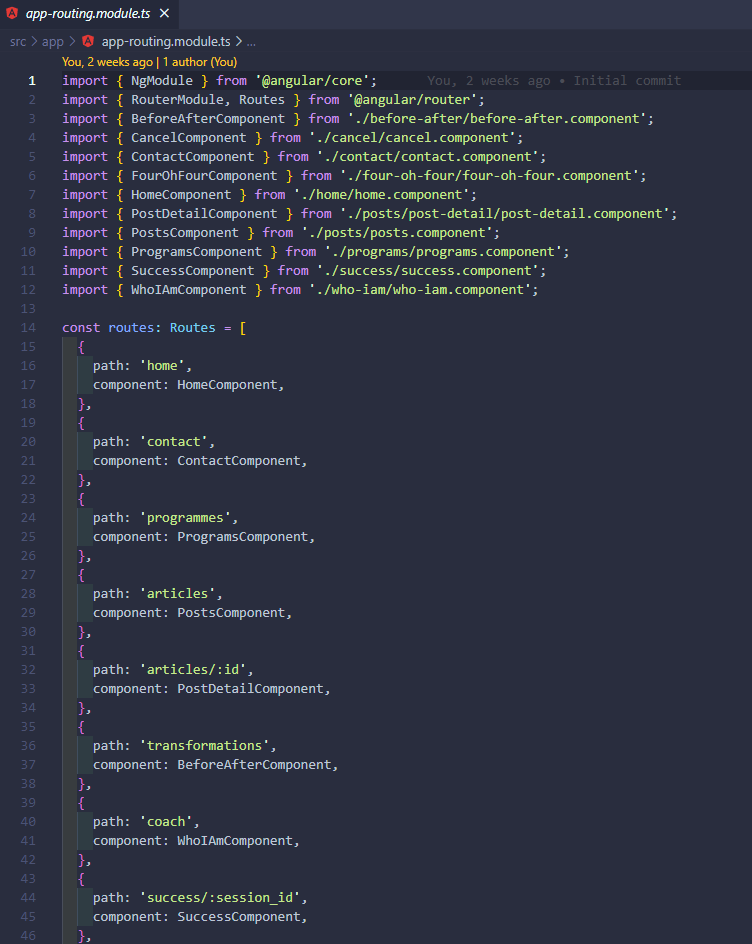 app-routing.module.ts ×
src > app > app-routing.module.ts > ...
You, 2 weeks ago | 1 author (You)
1 import { NgModule } from '@angular/core'; You, 2 weeks ago • Initial commit
2 import { RouterModule, Routes } from '@angular/router';
3 import { BeforeAfterComponent } from './before-after/before-after.component';
4 import { CancelComponent } from './cancel/cancel.component';
5 import { ContactComponent } from './contact/contact.component';
6 import { FourOhFourComponent } from './four-oh-four/four-oh-four.component';
7 import { HomeComponent } from './home/home.component';
8 import { PostDetailComponent } from './posts/post-detail/post-detail.component';
9 import { PostsComponent } from './posts/posts.component';
10 import { ProgramsComponent } from './programs/programs.component';
11 import { SuccessComponent } from './success/success.component';
12 import { WhoIAmComponent } from './who-iam/who-iam.component';
13
14 const routes: Routes = [
15 {
16 path: 'home',
17 component: HomeComponent,
18 },
19 {
20 path: 'contact',
21 component: ContactComponent,
22 },
23 {
24 path: 'programmes',
25 component: ProgramsComponent,
26 },
27 {
28 path: 'articles',
29 component: PostsComponent,
30 },
31 {
32 path: 'articles/:id',
33 component: PostDetailComponent,
34 },
35 {
36 path: 'transformations',
37 component: BeforeAfterComponent,
38 },
39 {
40 path: 'coach',
41 component: WhoIAmComponent,
42 },
43 {
44 path: 'success/:session_id',
45 component: SuccessComponent,
46 },